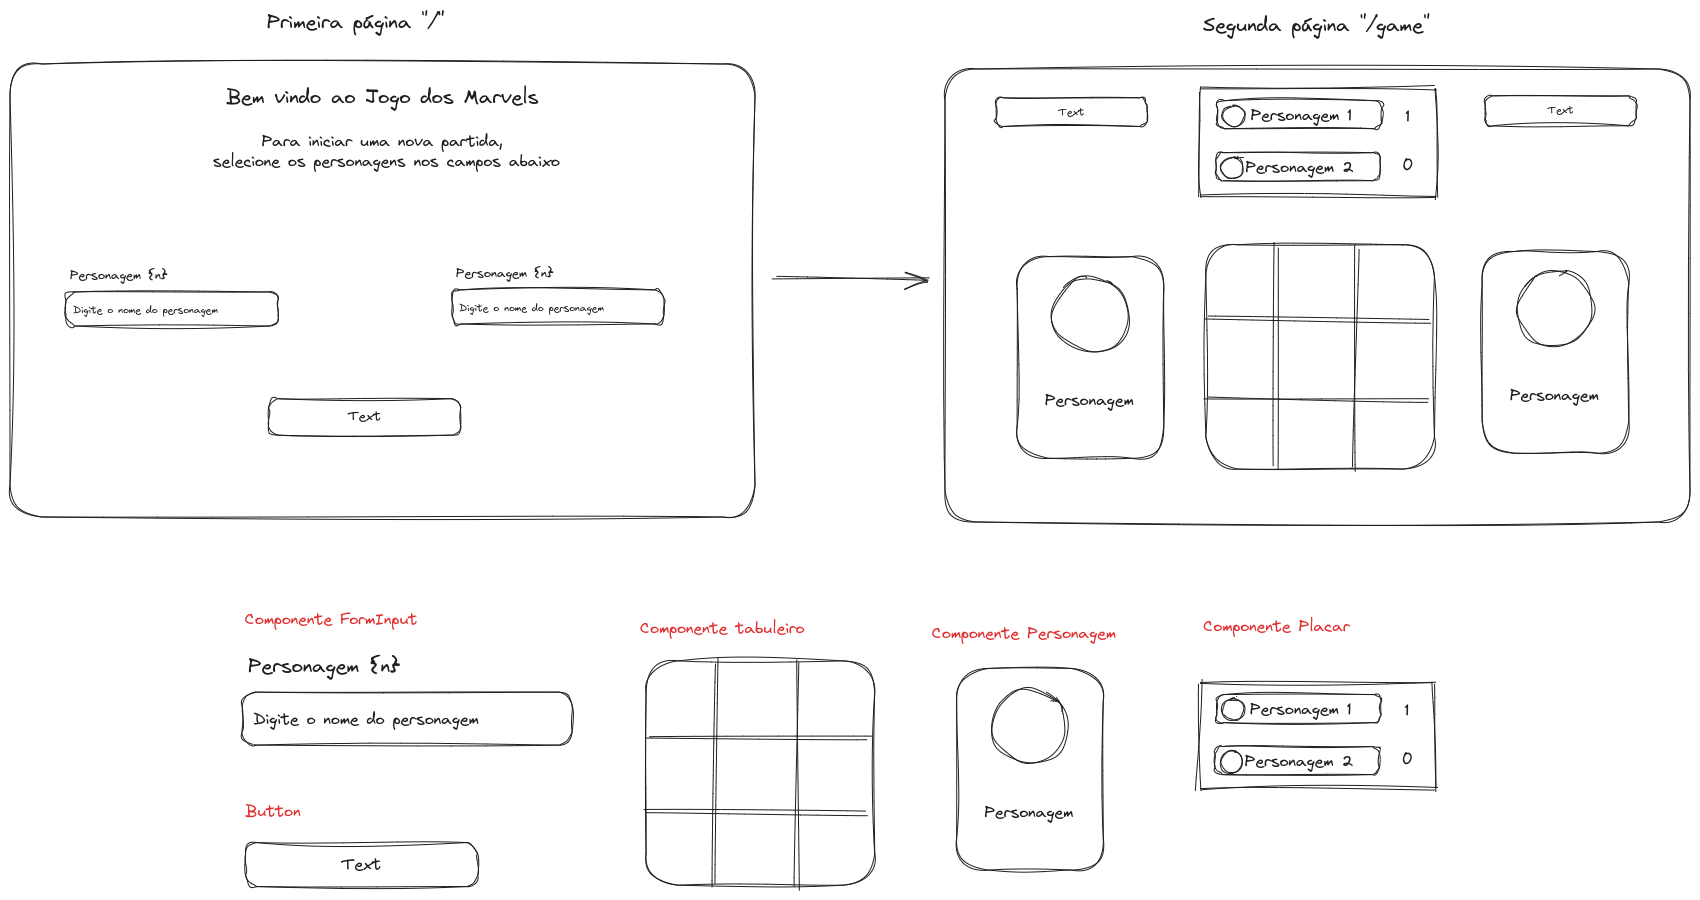 Primeira página "/"
Bem vindo ao Jogo dos Marvels
Para iniciar uma nova partida,
selecione os personagens nos campos abaixo
Personagem {n}
Digite o nome do personagem
Personagem {n}
Digite o nome do personagem
Text
Segunda página "/game"
Text
Personagem 1 1
Personagem 2 0
Text
Personagem
Personagem
Componente FormInput
Personagem {n}
Digite o nome do personagem
Button
Text
Componente tabuleiro
Componente Personagem
Personagem
Componente Placar
Personagem 1 1
Personagem 2 0